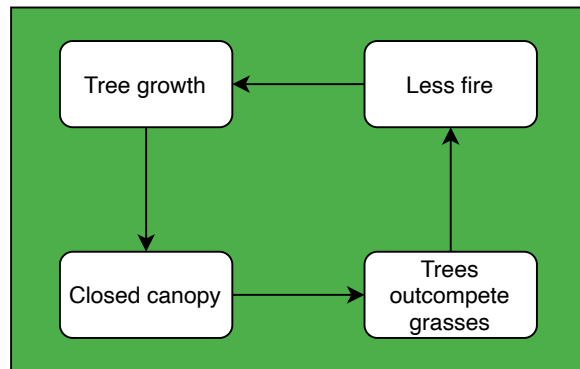 Tree growth
Less fire
Closed canopy
Trees
outcompete
grasses